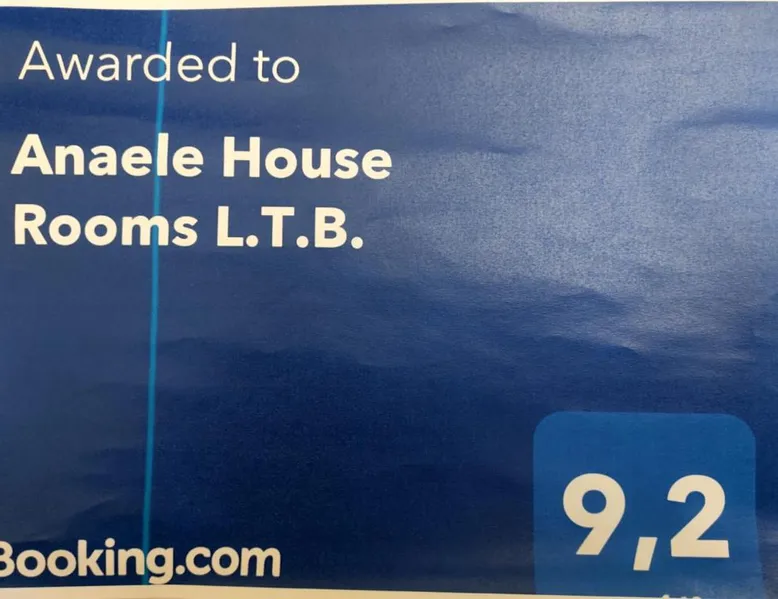 Awarded to
Anaele House
Rooms L.T.B.
9,2
Booking.com